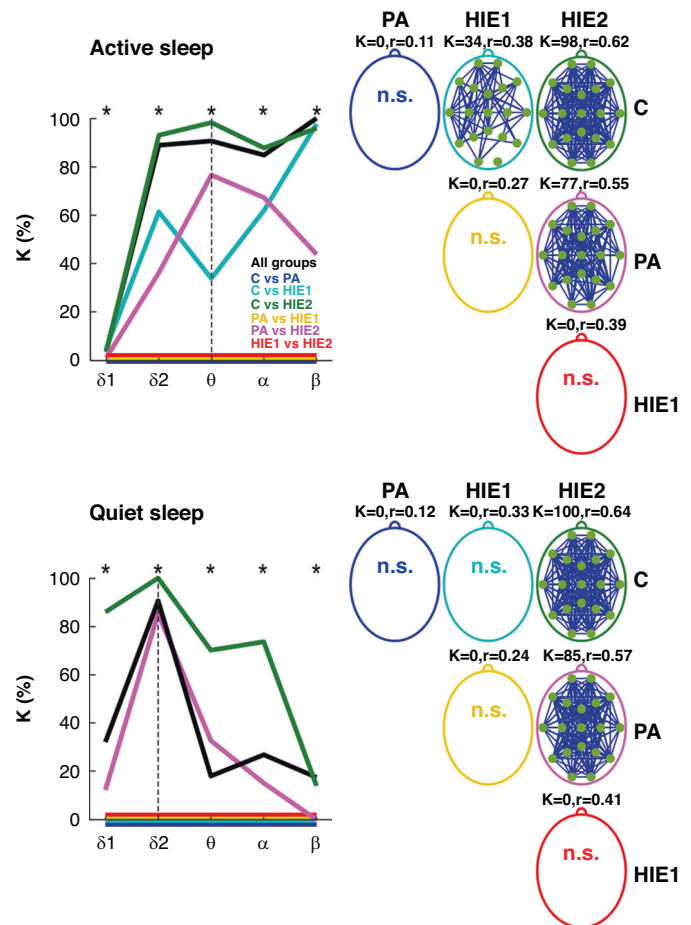 Active sleep
PA HIE1 HIE2
K=0,r=0.11 K=34,r=0.38 K=98,r=0.62
n.s.
C
* * * * *
100
80
60
40
20
0
K (%)
δ1 δ2 θ α β
All groups
C vs PA
C vs HIE1
C vs HIE2
PA vs HIE1
PA vs HIE2
HIE1 vs HIE2
K=0,r=0.27 K=77,r=0.55
n.s.
PA
K=0,r=0.39
n.s.
HIE1
Quiet sleep
PA HIE1 HIE2
K=0,r=0.12 K=0,r=0.33 K=100,r=0.64
n.s. n.s.
C
* * * * *
100
80
60
40
20
0
K (%)
δ1 δ2 θ α β
K=0,r=0.24 K=85,r=0.57
n.s.
PA
K=0,r=0.41
n.s.
HIE1